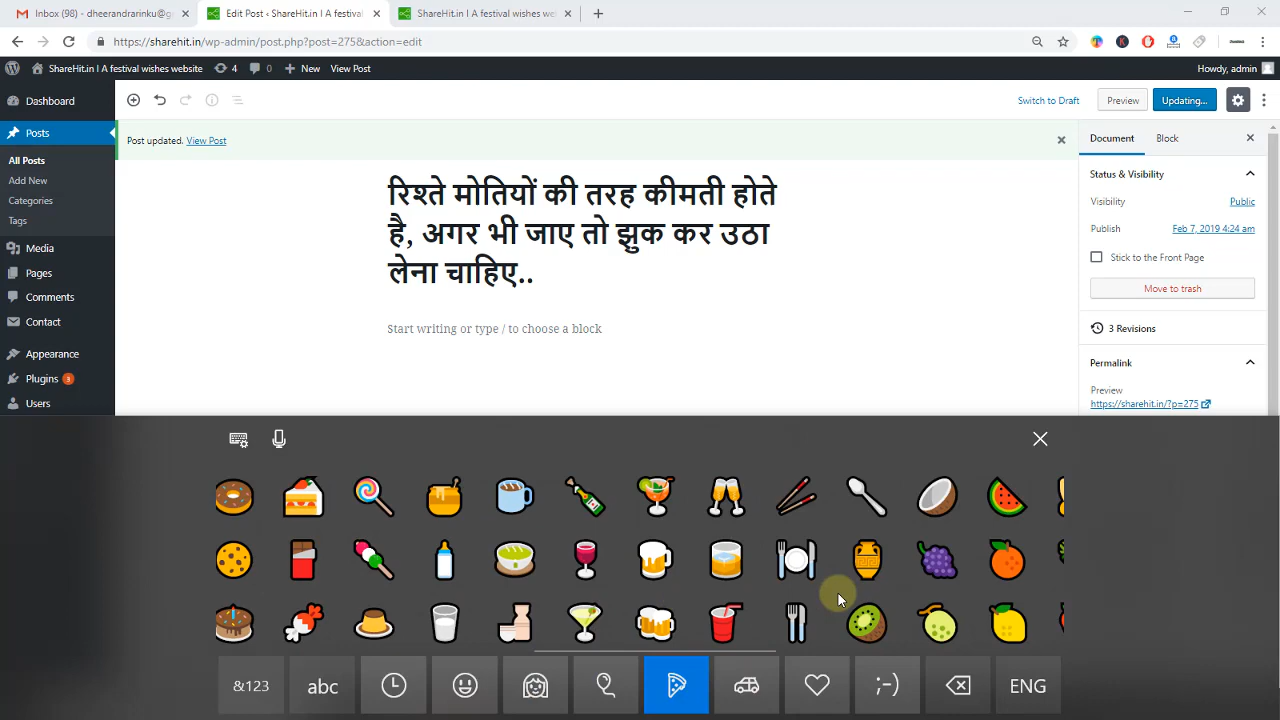 Inbox (98) - dheerandrarinku@g
Edit Post ‹ ShareHit.in I A festival
ShareHit.in I A festival wishes we
https://sharehit.in/wp-admin/post.php?post=275&action=edit
ShareHit.in I A festival wishes website
4
0
New
View Post
Howdy, admin
Dashboard
Posts
All Posts
Add New
Categories
Tags
Media
Pages
Comments
Contact
Appearance
Plugins 3
Users
Switch to Draft
Preview
Updating...
Post updated. View Post
रिश्ते मोतियों की तरह कीमती होते
है, अगर भी जाए तो झुक कर उठा
लेना चाहिए..
Start writing or type / to choose a block
Document
Block
Status & Visibility
Visibility
Public
Publish
Feb 7, 2019 4:24 am
Stick to the Front Page
Move to trash
3 Revisions
Permalink
Preview
https://sharehit.in/?p=275
&123
abc
;-)
ENG